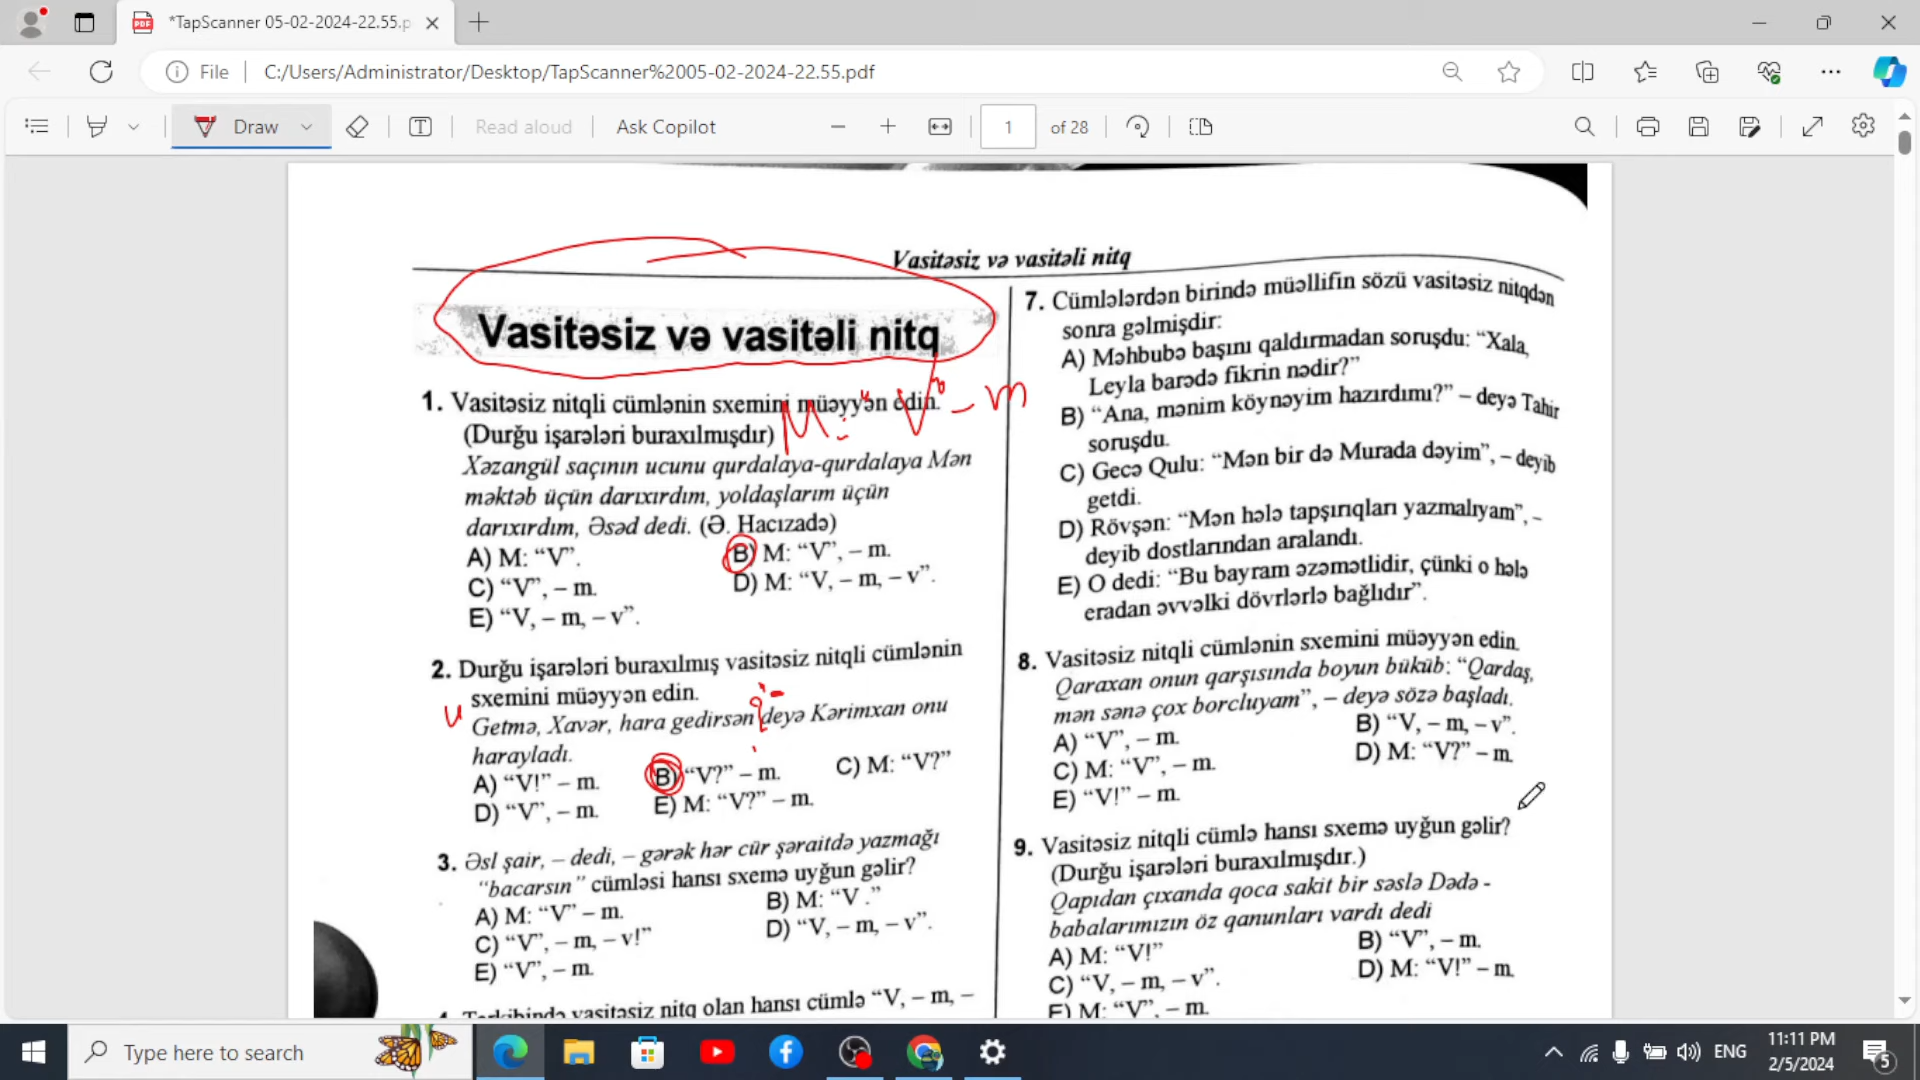 *TapScanner 05-02-2024-22.55.p
File
C:/Users/Administrator/Desktop/TapScanner%2005-02-2024-22.55.pdf
Draw
Read aloud
Ask Copilot
1
of 28
Vasitəsiz və vasitəli nitq
Vasitəsiz və vasitəli nitq
M: "V" – m
1. Vasitəsiz nitqli cümlənin sxemini müəyyən edin.
(Durğu işarələri buraxılmışdır)
Xəzangül saçının ucunu qurdalaya-qurdalaya Mən
məktəb üçün darıxırdım, yoldaşlarım üçün
darıxırdım, Əsəd dedi. (Ə. Hacızadə)
A) M: “V”.
B) M: “V”, – m.
C) “V”, – m.
D) M: “V, – m, – v”.
E) “V, – m, – v”.
2. Durğu işarələri buraxılmış vasitəsiz nitqli cümlənin
sxemini müəyyən edin.
Getmə, Xavər, hara gedirsən deyə Kərimxan onu
harayladı.
A) “V!” – m.
B) “V?” – m.
C) M: “V?”
D) “V”, – m.
E) M: “V?” – m.
3. Əsl şair, – dedi, – gərək hər cür şəraitdə yazmağı
“bacarsın” cümləsi hansı sxemə uyğun gəlir?
A) M: “V” – m.
B) M: “V .”
C) “V”, – m, – v!”
D) “V, – m, – v”.
E) “V”, – m.
4. Tərkibində vasitəsiz nitq olan hansı cümlə “V, – m, –
7. Cümlələrdən birində müəllifin sözü vasitəsiz nitqdən
sonra gəlmişdir:
A) Məhbubə başını qaldırmadan soruşdu: “Xala,
Leyla barədə fikrin nədir?”
B) “Ana, mənim köynəyim hazırdımı?” – deyə Tahir
soruşdu.
C) Gecə Qulu: “Mən bir də Murada dəyim”, – deyib
getdi.
D) Rövşən: “Mən hələ tapşırıqları yazmalıyam”, –
deyib dostlarından aralandı.
E) O dedi: “Bu bayram əzəmətlidir, çünki o hələ
eradan əvvəlki dövrlərlə bağlıdır”.
8. Vasitəsiz nitqli cümlənin sxemini müəyyən edin.
Qaraxan onun qarşısında boyun büküb: “Qardaş,
mən sənə çox borcluyam”, – deyə sözə başladı.
A) “V”, – m.
B) “V, – m, – v”.
C) M: “V”, – m.
D) M: “V?” – m.
E) “V!” – m.
9. Vasitəsiz nitqli cümlə hansı sxemə uyğun gəlir?
(Durğu işarələri buraxılmışdır.)
Qapıdan çıxanda qoca sakit bir səslə Dədə -
babalarımızın öz qanunları vardı dedi
A) M: “V!”
B) “V”, – m.
C) “V, – m, – v”.
D) M: “V!” – m.
E) M: “V”, – m.
Type here to search
ENG
11:11 PM
2/5/2024
5